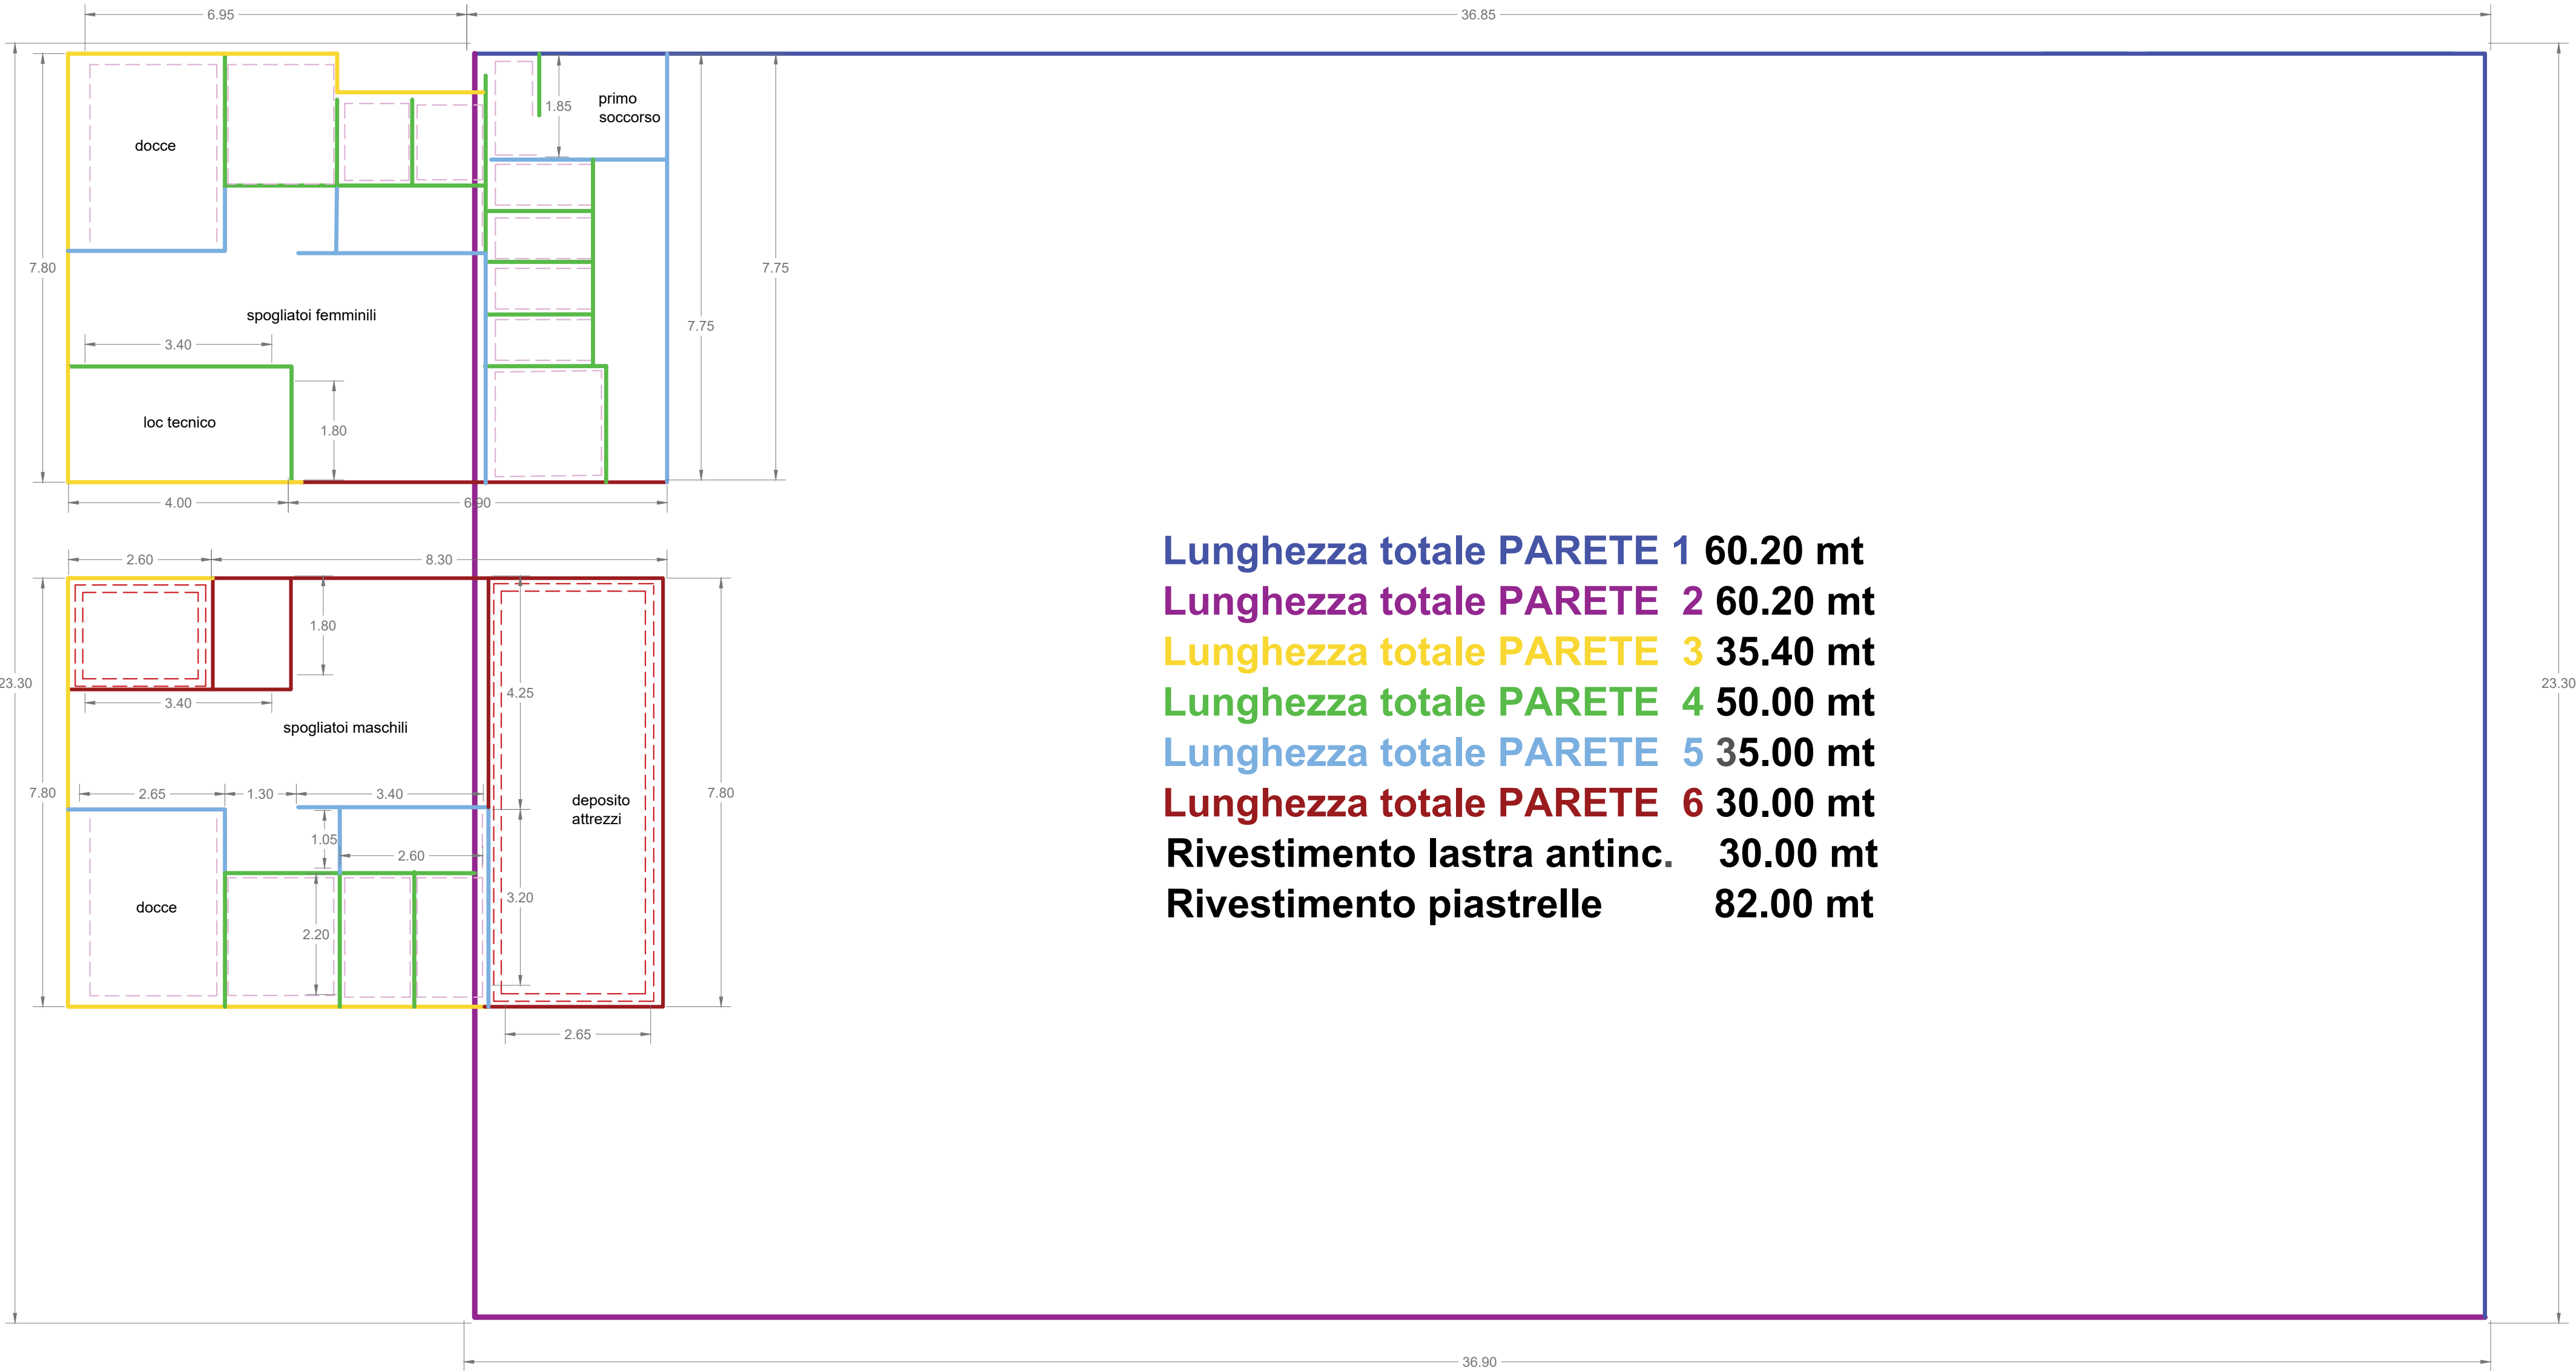 6.95
36.85
1.85
primo
soccorso
docce
7.80
7.75
spogliatoi femminili
7.75
3.40
loc tecnico
1.80
4.00
6.90
2.60
8.30
Lunghezza totale PARETE 1 60.20 mt
Lunghezza totale PARETE 2 60.20 mt
Lunghezza totale PARETE 3 35.40 mt
Lunghezza totale PARETE 4 50.00 mt
Lunghezza totale PARETE 5 35.00 mt
Lunghezza totale PARETE 6 30.00 mt
Rivestimento lastra antinc. 30.00 mt
Rivestimento piastrelle 82.00 mt
1.80
23.30
4.25
23.30
3.40
spogliatoi maschili
7.80
2.65
1.30
3.40
deposito
attrezzi
7.80
1.05
2.60
3.20
docce
2.20
2.65
36.90